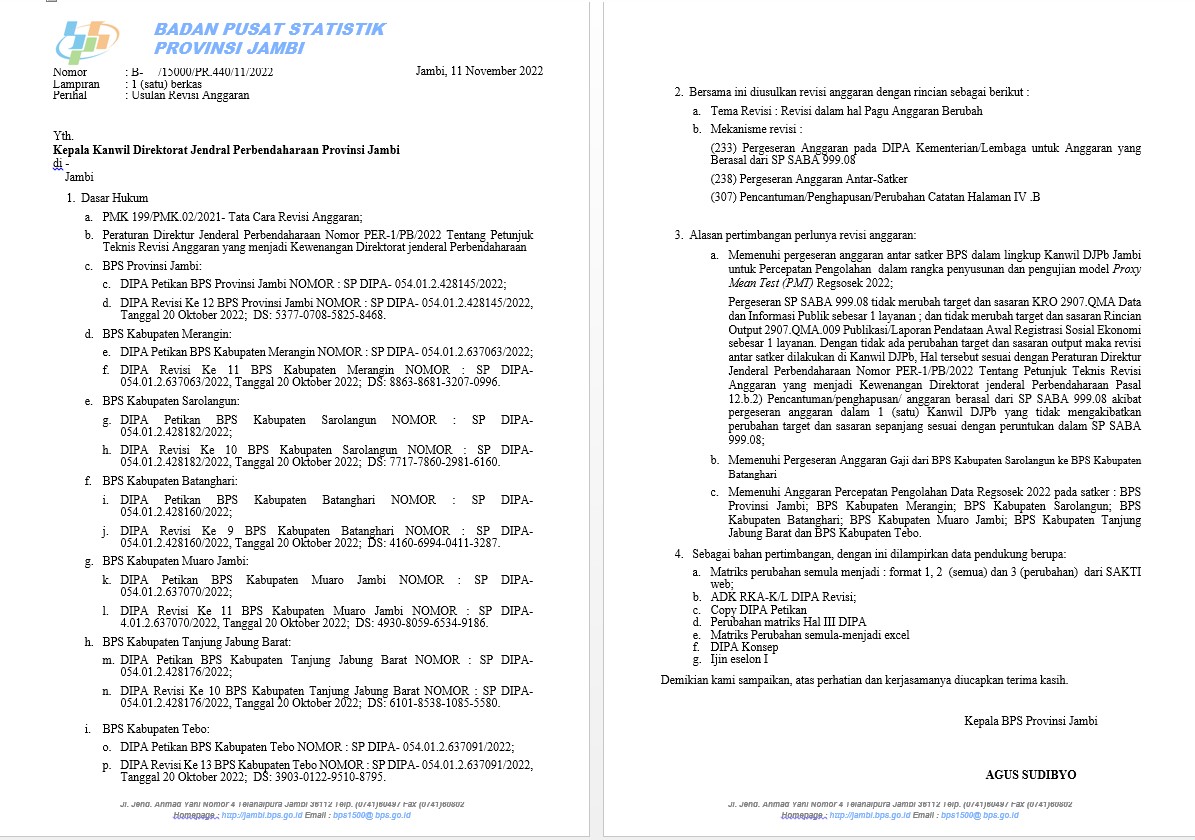 BADAN PUSAT STATISTIK
PROVINSI JAMBI
Nomor : B- /15000/PR.440/11/2022 Jambi, 11 November 2022
Lampiran : 1 (satu) berkas
Perihal : Usulan Revisi Anggaran
Yth.
Kepala Kanwil Direktorat Jendral Perbendaharaan Provinsi Jambi
di -
Jambi
1. Dasar Hukum
a. PMK 199/PMK.02/2021- Tata Cara Revisi Anggaran;
b. Peraturan Direktur Jenderal Perbendaharaan Nomor PER-1/PB/2022 Tentang Petunjuk
Teknis Revisi Anggaran yang menjadi Kewenangan Direktorat jenderal Perbendaharaan
c. BPS Provinsi Jambi:
c. DIPA Petikan BPS Provinsi Jambi NOMOR : SP DIPA- 054.01.2.428145/2022;
d. DIPA Revisi Ke 12 BPS Provinsi Jambi NOMOR : SP DIPA- 054.01.2.428145/2022,
Tanggal 20 Oktober 2022; DS: 5377-0708-5825-8468.
d. BPS Kabupaten Merangin:
e. DIPA Petikan BPS Kabupaten Merangin NOMOR : SP DIPA- 054.01.2.637063/2022;
f. DIPA Revisi Ke 11 BPS Kabupaten Merangin NOMOR : SP DIPA-
054.01.2.637063/2022, Tanggal 20 Oktober 2022; DS: 8863-8681-3207-0996.
e. BPS Kabupaten Sarolangun:
g. DIPA Petikan BPS Kabupaten Sarolangun NOMOR : SP DIPA-
054.01.2.428182/2022;
h. DIPA Revisi Ke 10 BPS Kabupaten Sarolangun NOMOR : SP DIPA-
054.01.2.428182/2022, Tanggal 20 Oktober 2022; DS: 7717-7860-2981-6160.
f. BPS Kabupaten Batanghari:
i. DIPA Petikan BPS Kabupaten Batanghari NOMOR : SP DIPA-
054.01.2.428160/2022;
j. DIPA Revisi Ke 9 BPS Kabupaten Batanghari NOMOR : SP DIPA-
054.01.2.428160/2022, Tanggal 20 Oktober 2022; DS: 4160-6994-0411-3287.
g. BPS Kabupaten Muaro Jambi:
k. DIPA Petikan BPS Kabupaten Muaro Jambi NOMOR : SP DIPA-
054.01.2.637070/2022;
l. DIPA Revisi Ke 11 BPS Kabupaten Muaro Jambi NOMOR : SP DIPA-
4.01.2.637070/2022, Tanggal 20 Oktober 2022; DS: 4930-8059-6534-9186.
h. BPS Kabupaten Tanjung Jabung Barat:
m. DIPA Petikan BPS Kabupaten Tanjung Jabung Barat NOMOR : SP DIPA-
054.01.2.428176/2022;
n. DIPA Revisi Ke 10 BPS Kabupaten Tanjung Jabung Barat NOMOR : SP DIPA-
054.01.2.428176/2022, Tanggal 20 Oktober 2022; DS: 6101-8538-1085-5580.
i. BPS Kabupaten Tebo:
o. DIPA Petikan BPS Kabupaten Tebo NOMOR : SP DIPA- 054.01.2.637091/2022;
p. DIPA Revisi Ke 13 BPS Kabupaten Tebo NOMOR : SP DIPA- 054.01.2.637091/2022,
Tanggal 20 Oktober 2022; DS: 3903-0122-9510-8795.
Jl. Jend. Ahmad Yani Nomor 4 Telanaipura Jambi 36112 Telp. (0741)60497 Fax (0741)60802
Homepage : http://jambi.bps.go.id Email : bps1500@ bps.go.id
2. Bersama ini diusulkan revisi anggaran dengan rincian sebagai berikut :
a. Tema Revisi : Revisi dalam hal Pagu Anggaran Berubah
b. Mekanisme revisi :
(233) Pergeseran Anggaran pada DIPA Kementerian/Lembaga untuk Anggaran yang
Berasal dari SP SABA 999.08
(238) Pergeseran Anggaran Antar-Satker
(307) Pencantuman/Penghapusan/Perubahan Catatan Halaman IV .B
3. Alasan pertimbangan perlunya revisi anggaran:
a. Memenuhi pergeseran anggaran antar satker BPS dalam lingkup Kanwil DJPb Jambi
untuk Percepatan Pengolahan dalam rangka penyusunan dan pengujian model Proxy
Mean Test (PMT) Regsosek 2022;
Pergeseran SP SABA 999.08 tidak merubah target dan sasaran KRO 2907.QMA Data
dan Informasi Publik sebesar 1 layanan ; dan tidak merubah target dan sasaran Rincian
Output 2907.QMA.009 Publikasi/Laporan Pendataan Awal Registrasi Sosial Ekonomi
sebesar 1 layanan. Dengan tidak ada perubahan target dan sasaran output maka revisi
antar satker dilakukan di Kanwil DJPb, Hal tersebut sesuai dengan Peraturan Direktur
Jenderal Perbendaharaan Nomor PER-1/PB/2022 Tentang Petunjuk Teknis Revisi
Anggaran yang menjadi Kewenangan Direktorat jenderal Perbendaharaan Pasal
12.b.2) Pencantuman/penghapusan/ anggaran berasal dari SP SABA 999.08 akibat
pergeseran anggaran dalam 1 (satu) Kanwil DJPb yang tidak mengakibatkan
perubahan target dan sasaran sepanjang sesuai dengan peruntukan dalam SP SABA
999.08;
b. Memenuhi Pergeseran Anggaran Gaji dari BPS Kabupaten Sarolangun ke BPS Kabupaten
Batanghari
c. Memenuhi Anggaran Percepatan Pengolahan Data Regsosek 2022 pada satker : BPS
Provinsi Jambi; BPS Kabupaten Merangin; BPS Kabupaten Sarolangun; BPS
Kabupaten Batanghari; BPS Kabupaten Muaro Jambi; BPS Kabupaten Tanjung
Jabung Barat dan BPS Kabupaten Tebo.
4. Sebagai bahan pertimbangan, dengan ini dilampirkan data pendukung berupa:
a. Matriks perubahan semula menjadi : format 1, 2 (semua) dan 3 (perubahan) dari SAKTI
web;
b. ADK RKA-K/L DIPA Revisi;
c. Copy DIPA Petikan
d. Perubahan matriks Hal III DIPA
e. Matriks Perubahan semula-menjadi excel
f. DIPA Konsep
g. Ijin eselon I
Demikian kami sampaikan, atas perhatian dan kerjasamanya diucapkan terima kasih.
Kepala BPS Provinsi Jambi
AGUS SUDIBYO
Jl. Jend. Ahmad Yani Nomor 4 Telanaipura Jambi 36112 Telp. (0741)60497 Fax (0741)60802
Homepage : http://jambi.bps.go.id Email : bps1500@ bps.go.id